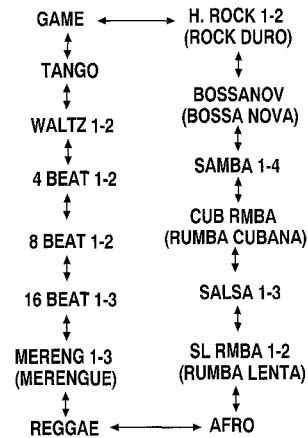 GAME
TANGO
WALTZ 1-2
4 BEAT 1-2
8 BEAT 1-2
16 BEAT 1-3
MERENG 1-3
(MERENGUE)
REGGAE
H. ROCK 1-2
(ROCK DURO)
BOSSANOV
(BOSSA NOVA)
SAMBA 1-4
CUB RMBA
(RUMBA CUBANA)
SALSA 1-3
SL RMBA 1-2
(RUMBA LENTA)
AFRO